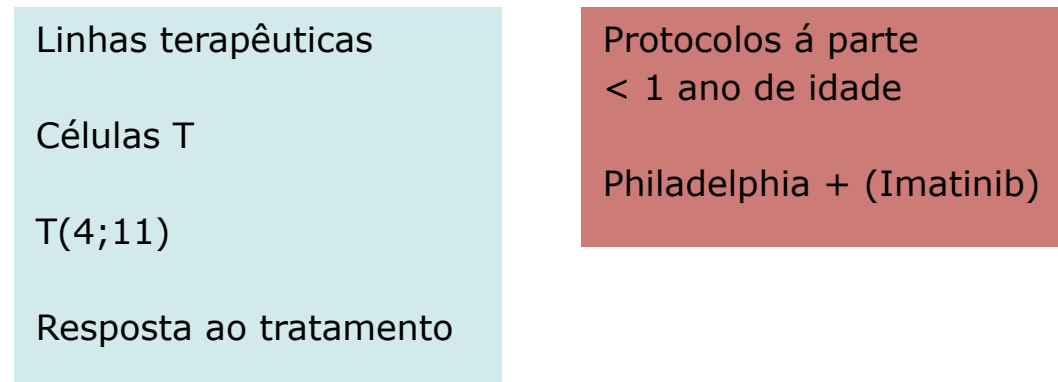 Linhas terapêuticas
Células T
T(4;11)
Resposta ao tratamento
Protocolos á parte
< 1 ano de idade
Philadelphia + (Imatinib)